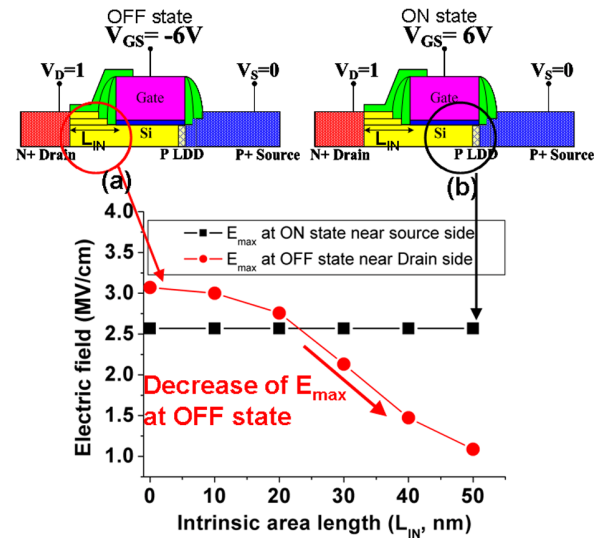 OFF state
V_GS= -6V
V_D=1
V_S=0
Gate
L_IN
Si
N+ Drain
P LDD
P+ Source
(a)
ON state
V_GS= 6V
V_D=1
V_S=0
Gate
L_IN
Si
N+ Drain
P LDD
P+ Source
(b)
E_max at ON state near source side
E_max at OFF state near Drain side
Electric field (MV/cm)
3.5
3.0
2.5
2.0
1.5
1.0
Decrease of E_max
at OFF state
0 10 20 30 40 50
Intrinsic area length (L_IN, nm)